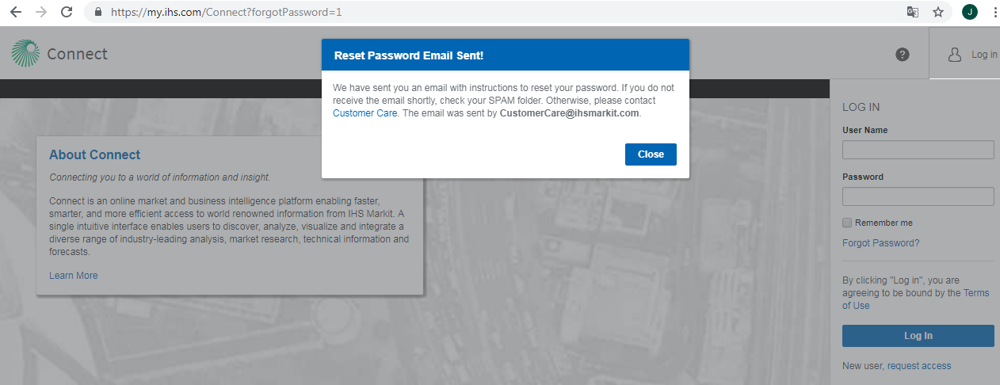 https://my.ihs.com/Connect?forgotPassword=1
J
Connect
?
Log in
Reset Password Email Sent!
We have sent you an email with instructions to reset your password. If you do not
receive the email shortly, check your SPAM folder. Otherwise, please contact
Customer Care. The email was sent by CustomerCare@ihsmarkit.com.
Close
About Connect
Connecting you to a world of information and insight.
Connect is an online market and business intelligence platform enabling faster,
smarter, and more efficient access to world renowned information from IHS Markit. A
single intuitive interface enables users to discover, analyze, visualize and integrate a
diverse range of industry-leading analysis, market research, technical information and
forecasts.
Learn More
LOG IN
User Name
Password
Remember me
Forgot Password?
By clicking "Log in", you are
agreeing to be bound by the Terms
of Use
Log In
New user, request access